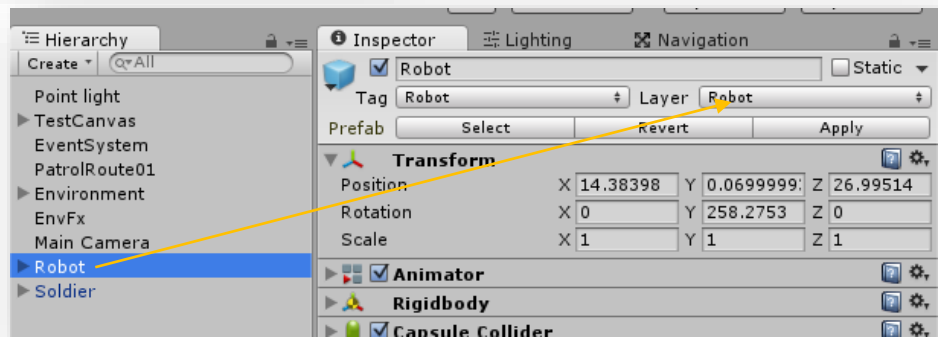 Hierarchy
Create All
Point light
TestCanvas
EventSystem
PatrolRoute01
Environment
EnvFx
Main Camera
Robot
Soldier
Inspector Lighting Navigation
Robot Static
Tag Robot Layer Robot
Prefab Select Revert Apply
Transform
Position X 14.38398 Y 0.0699999 Z 26.99514
Rotation X 0 Y 258.2753 Z 0
Scale X 1 Y 1 Z 1
Animator
Rigidbody
Capsule Collider